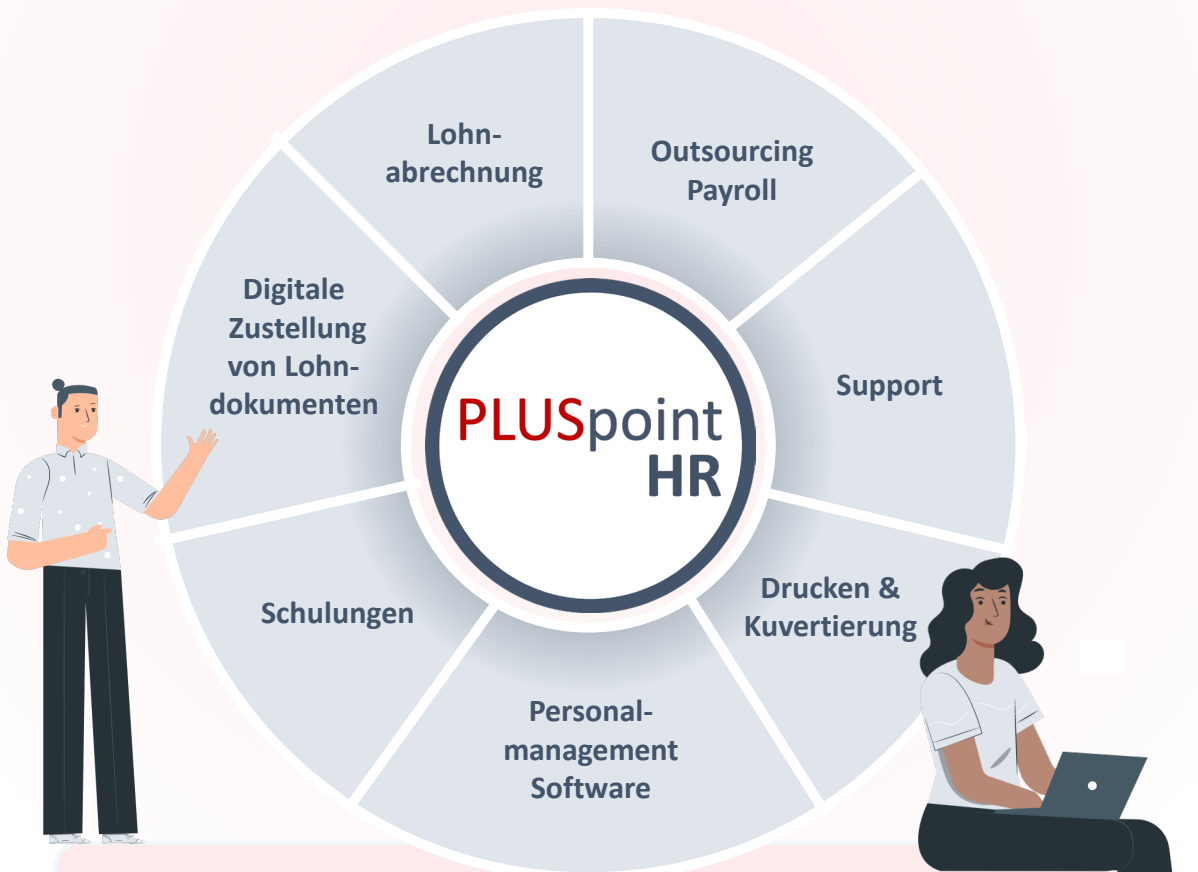 Lohn-
abrechnung
Outsourcing
Payroll
Digitale
Zustellung
von Lohn-
dokumenten
Support
PLUSpoint
HR
Schulungen
Drucken &
Kuvertierung
Personal-
management
Software